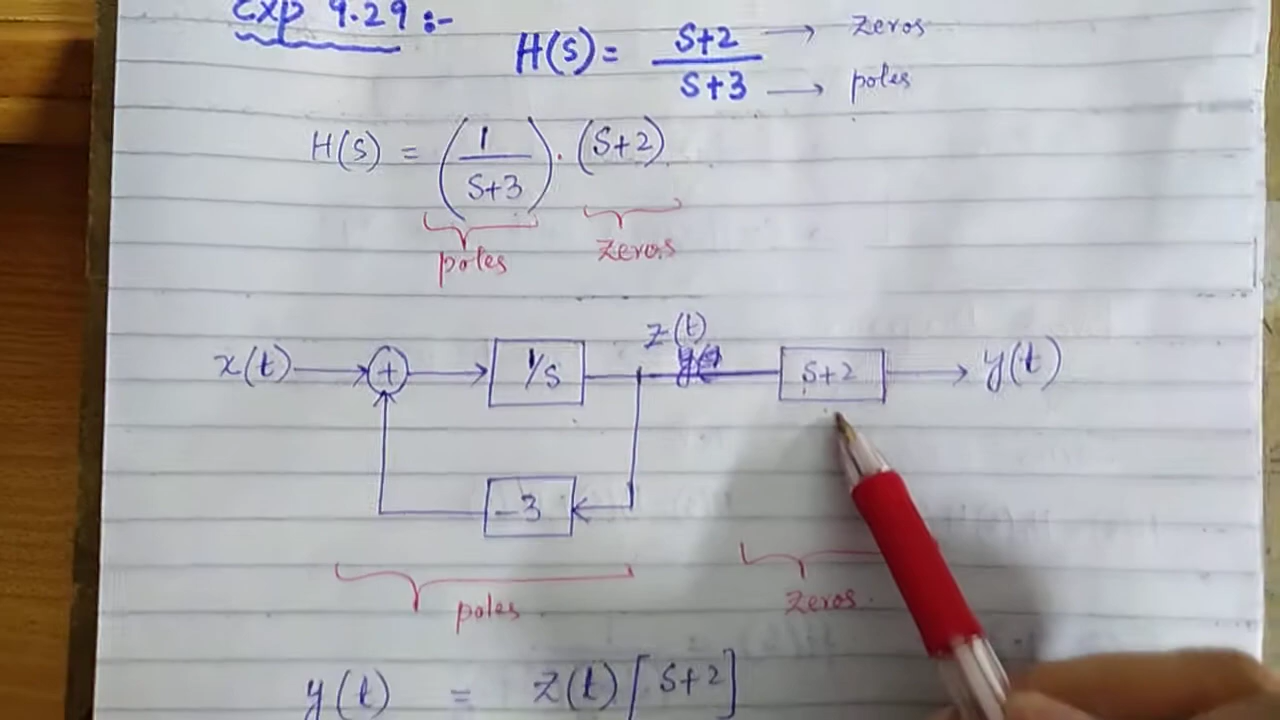 Exp 9.29 :-
H(s) = S+2 / S+3 → zeros → poles
H(s) = (1 / S+3) . (S+2)
poles zeros
x(t) + 1/s z(t) S+2 y(t)
-3
poles zeros
y(t) = z(t) [S+2]